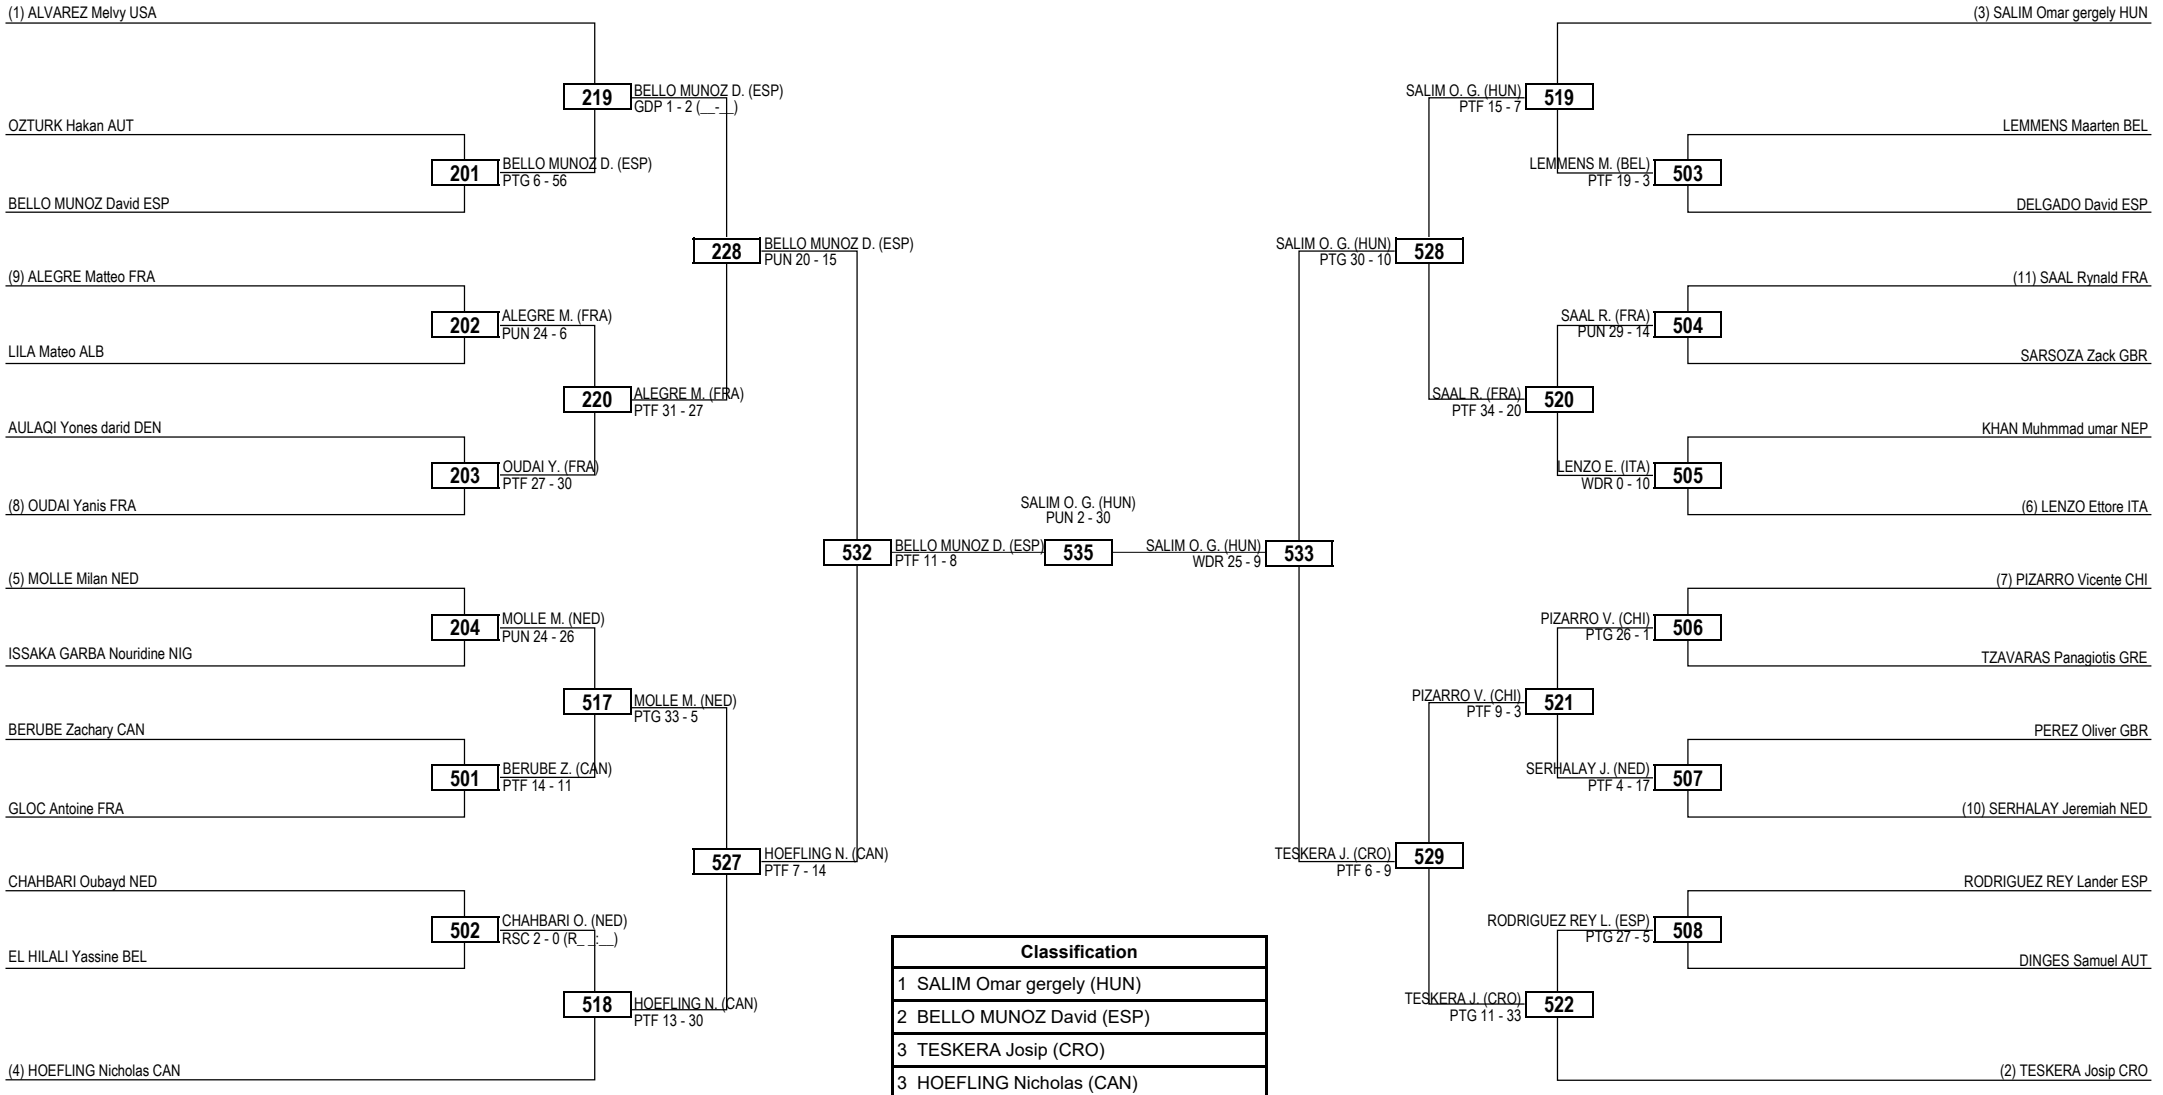 (1) ALVAREZ Melvy USA
219
BELLO MUNOZ D. (ESP)
GDP 1 - 2 (__-__)
OZTURK Hakan AUT
201
BELLO MUNOZ D. (ESP)
PTG 6 - 56
BELLO MUNOZ David ESP
228
BELLO MUNOZ D. (ESP)
PUN 20 - 15
(9) ALEGRE Matteo FRA
202
ALEGRE M. (FRA)
PUN 24 - 6
LILA Mateo ALB
220
ALEGRE M. (FRA)
PTF 31 - 27
AULAQI Yones darid DEN
203
OUDAI Y. (FRA)
PTF 27 - 30
(8) OUDAI Yanis FRA
532
BELLO MUNOZ D. (ESP)
PTF 11 - 8
(5) MOLLE Milan NED
204
MOLLE M. (NED)
PUN 24 - 26
ISSAKA GARBA Nouridine NIG
517
MOLLE M. (NED)
PTG 33 - 5
BERUBE Zachary CAN
501
BERUBE Z. (CAN)
PTF 14 - 11
GLOC Antoine FRA
527
HOEFLING N. (CAN)
PTF 7 - 14
CHAHBARI Oubayd NED
502
CHAHBARI O. (NED)
RSC 2 - 0 (R_ _:__)
EL HILALI Yassine BEL
518
HOEFLING N. (CAN)
PTF 13 - 30
(4) HOEFLING Nicholas CAN
SALIM O. G. (HUN)
PUN 2 - 30
535
(3) SALIM Omar gergely HUN
SALIM O. G. (HUN)
PTF 15 - 7
519
LEMMENS Maarten BEL
LEMMENS M. (BEL)
PTF 19 - 3
503
DELGADO David ESP
SALIM O. G. (HUN)
PTG 30 - 10
528
(11) SAAL Rynald FRA
SAAL R. (FRA)
PUN 29 - 14
504
SARSOZA Zack GBR
SAAL R. (FRA)
PTF 34 - 20
520
KHAN Muhmmad umar NEP
LENZO E. (ITA)
WDR 0 - 10
505
(6) LENZO Ettore ITA
SALIM O. G. (HUN)
WDR 25 - 9
533
(7) PIZARRO Vicente CHI
PIZARRO V. (CHI)
PTG 26 - 1
506
TZAVARAS Panagiotis GRE
PIZARRO V. (CHI)
PTF 9 - 3
521
PEREZ Oliver GBR
SERHALAY J. (NED)
PTF 4 - 17
507
(10) SERHALAY Jeremiah NED
TESKERA J. (CRO)
PTF 6 - 9
529
RODRIGUEZ REY Lander ESP
RODRIGUEZ REY L. (ESP)
PTG 27 - 5
508
DINGES Samuel AUT
TESKERA J. (CRO)
PTG 11 - 33
522
(2) TESKERA Josip CRO
Classification
1 SALIM Omar gergely (HUN)
2 BELLO MUNOZ David (ESP)
3 TESKERA Josip (CRO)
3 HOEFLING Nicholas (CAN)